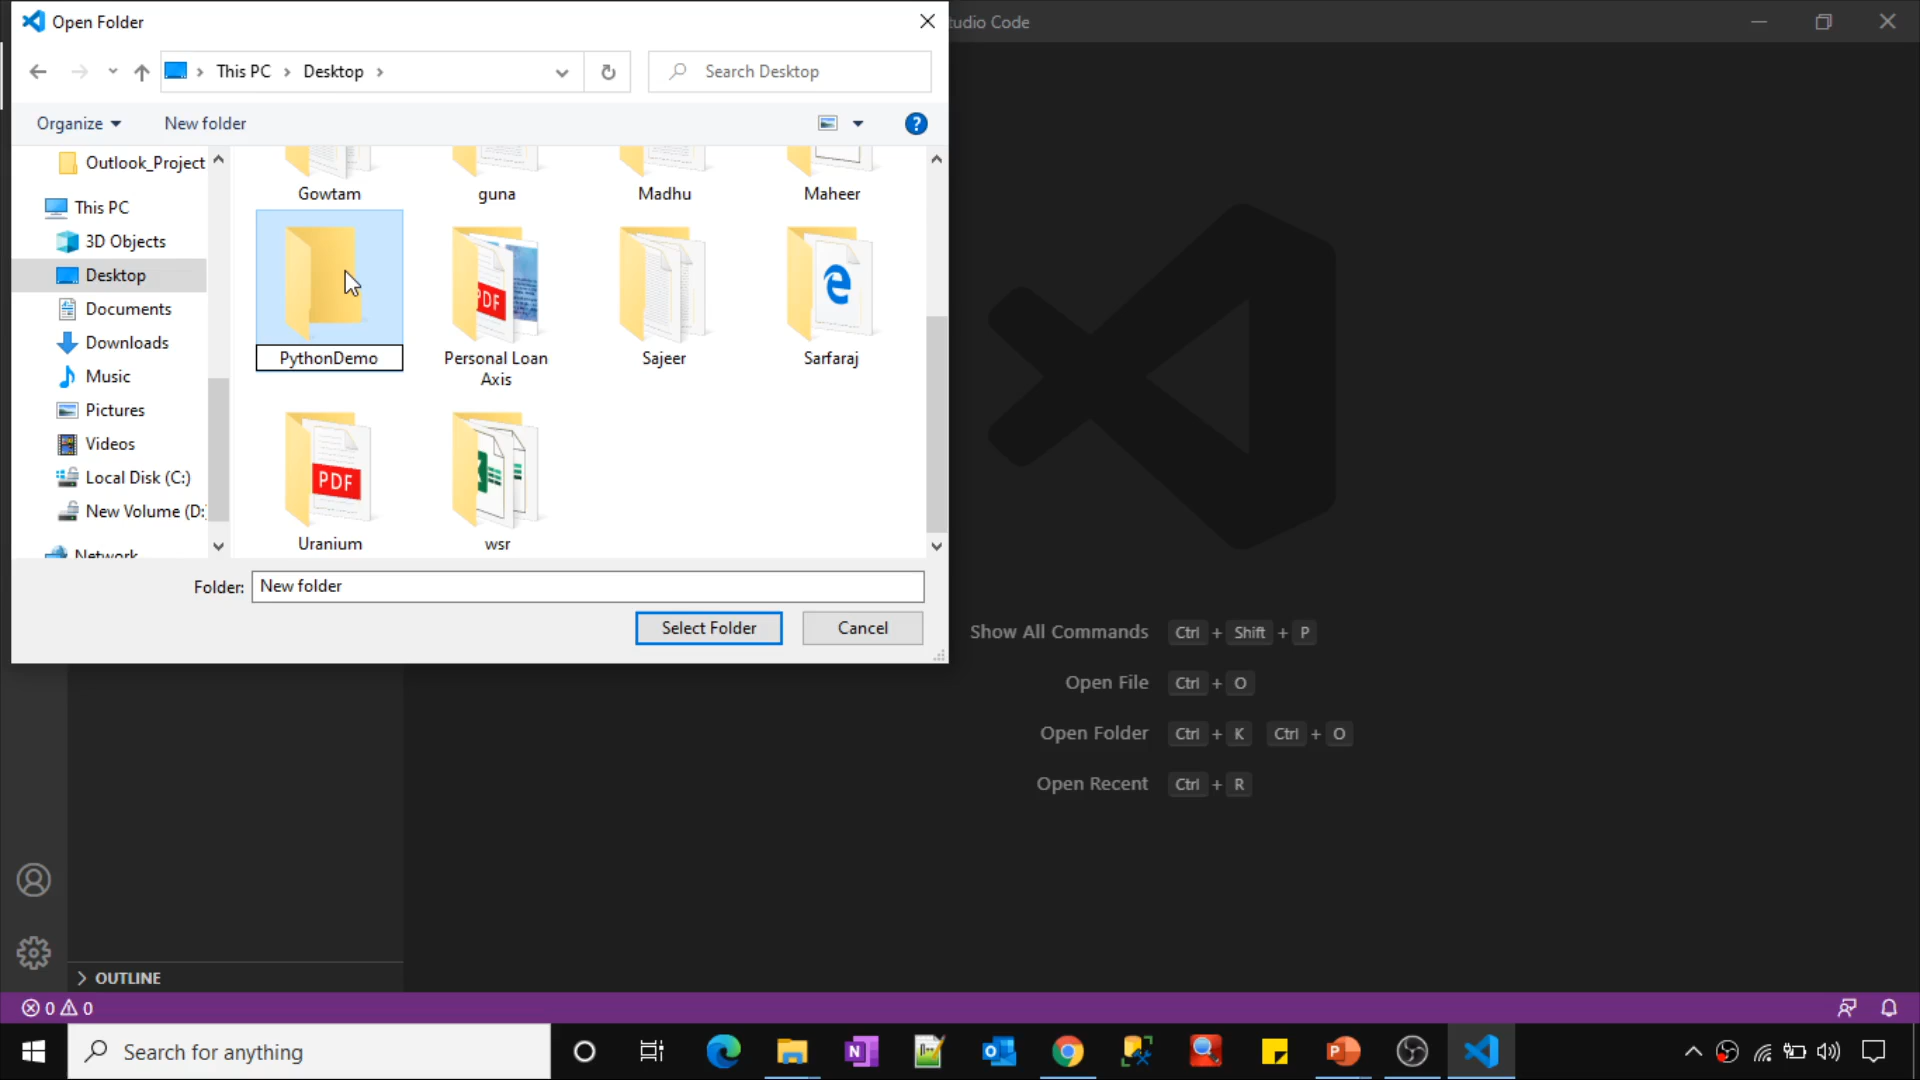 Open Folder
tudio Code
This PC > Desktop >
Search Desktop
Organize
New folder
Outlook_Project
This PC
3D Objects
Desktop
Documents
Downloads
Music
Pictures
Videos
Local Disk (C:)
New Volume (D:
Network
Gowtam
guna
Madhu
Maheer
PythonDemo
PDF
Personal Loan
Axis
Sajeer
Sarfaraj
PDF
Uranium
wsr
Folder: New folder
Select Folder
Cancel
Show All Commands Ctrl + Shift + P
Open File Ctrl + O
Open Folder Ctrl + K Ctrl + O
Open Recent Ctrl + R
OUTLINE
0 0
Search for anything